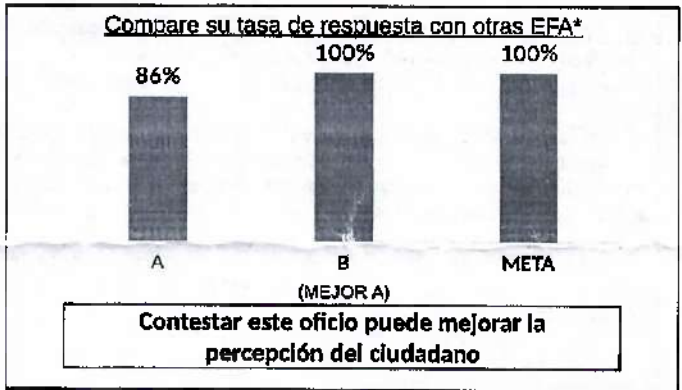 Compare su tasa de respuesta con otras EFA*
86%
100%
100%
A
B
META
(MEJOR A)
Contestar este oficio puede mejorar la
percepción del ciudadano